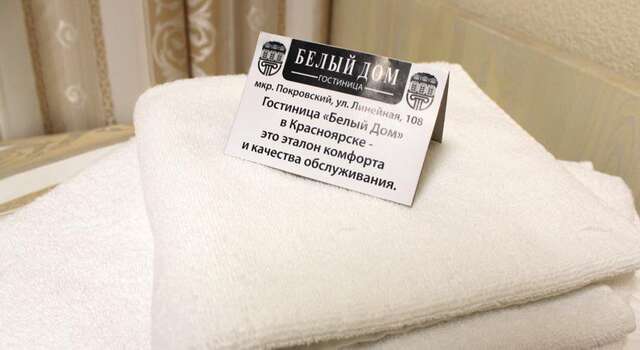 БЕЛЫЙ ДОМ
ГОСТИНИЦА
мкр. Покровский, ул. Линейная, 108
Гостиница «Белый Дом»
в Красноярске -
это эталон комфорта
и качества обслуживания.